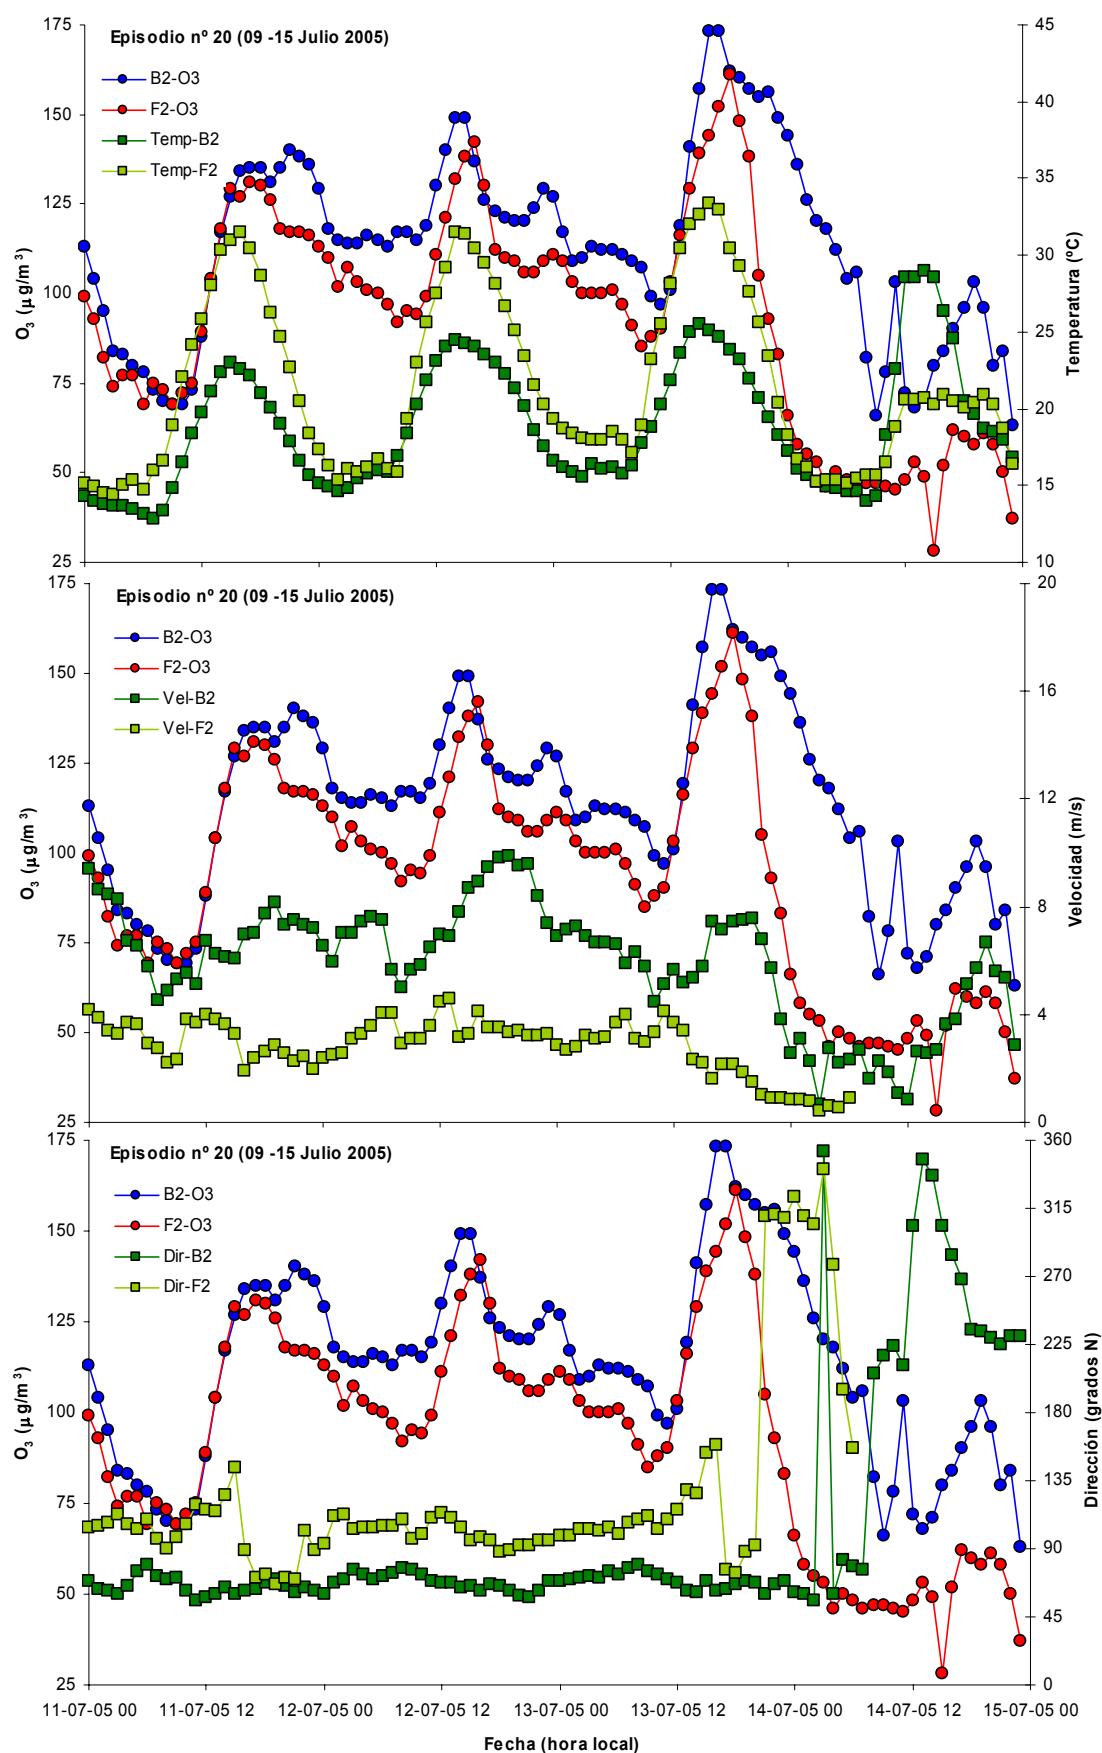 Episodio nº 20 (09 -15 Julio 2005)
B2-O3
F2-O3
Temp-B2
Temp-F2
175
150
125
100
75
50
25
O3 (µg/m3)
45
40
35
30
25
20
15
10
Temperatura (ºC)
Episodio nº 20 (09 -15 Julio 2005)
B2-O3
F2-O3
Vel-B2
Vel-F2
175
150
125
100
75
50
25
O3 (µg/m3)
20
16
12
8
4
0
Velocidad (m/s)
Episodio nº 20 (09 -15 Julio 2005)
B2-O3
F2-O3
Dir-B2
Dir-F2
175
150
125
100
75
50
25
O3 (µg/m3)
360
315
270
225
180
135
90
45
0
Dirección (grados N)
11-07-05 00
11-07-05 12
12-07-05 00
12-07-05 12
13-07-05 00
13-07-05 12
14-07-05 00
14-07-05 12
15-07-05 00
Fecha (hora local)